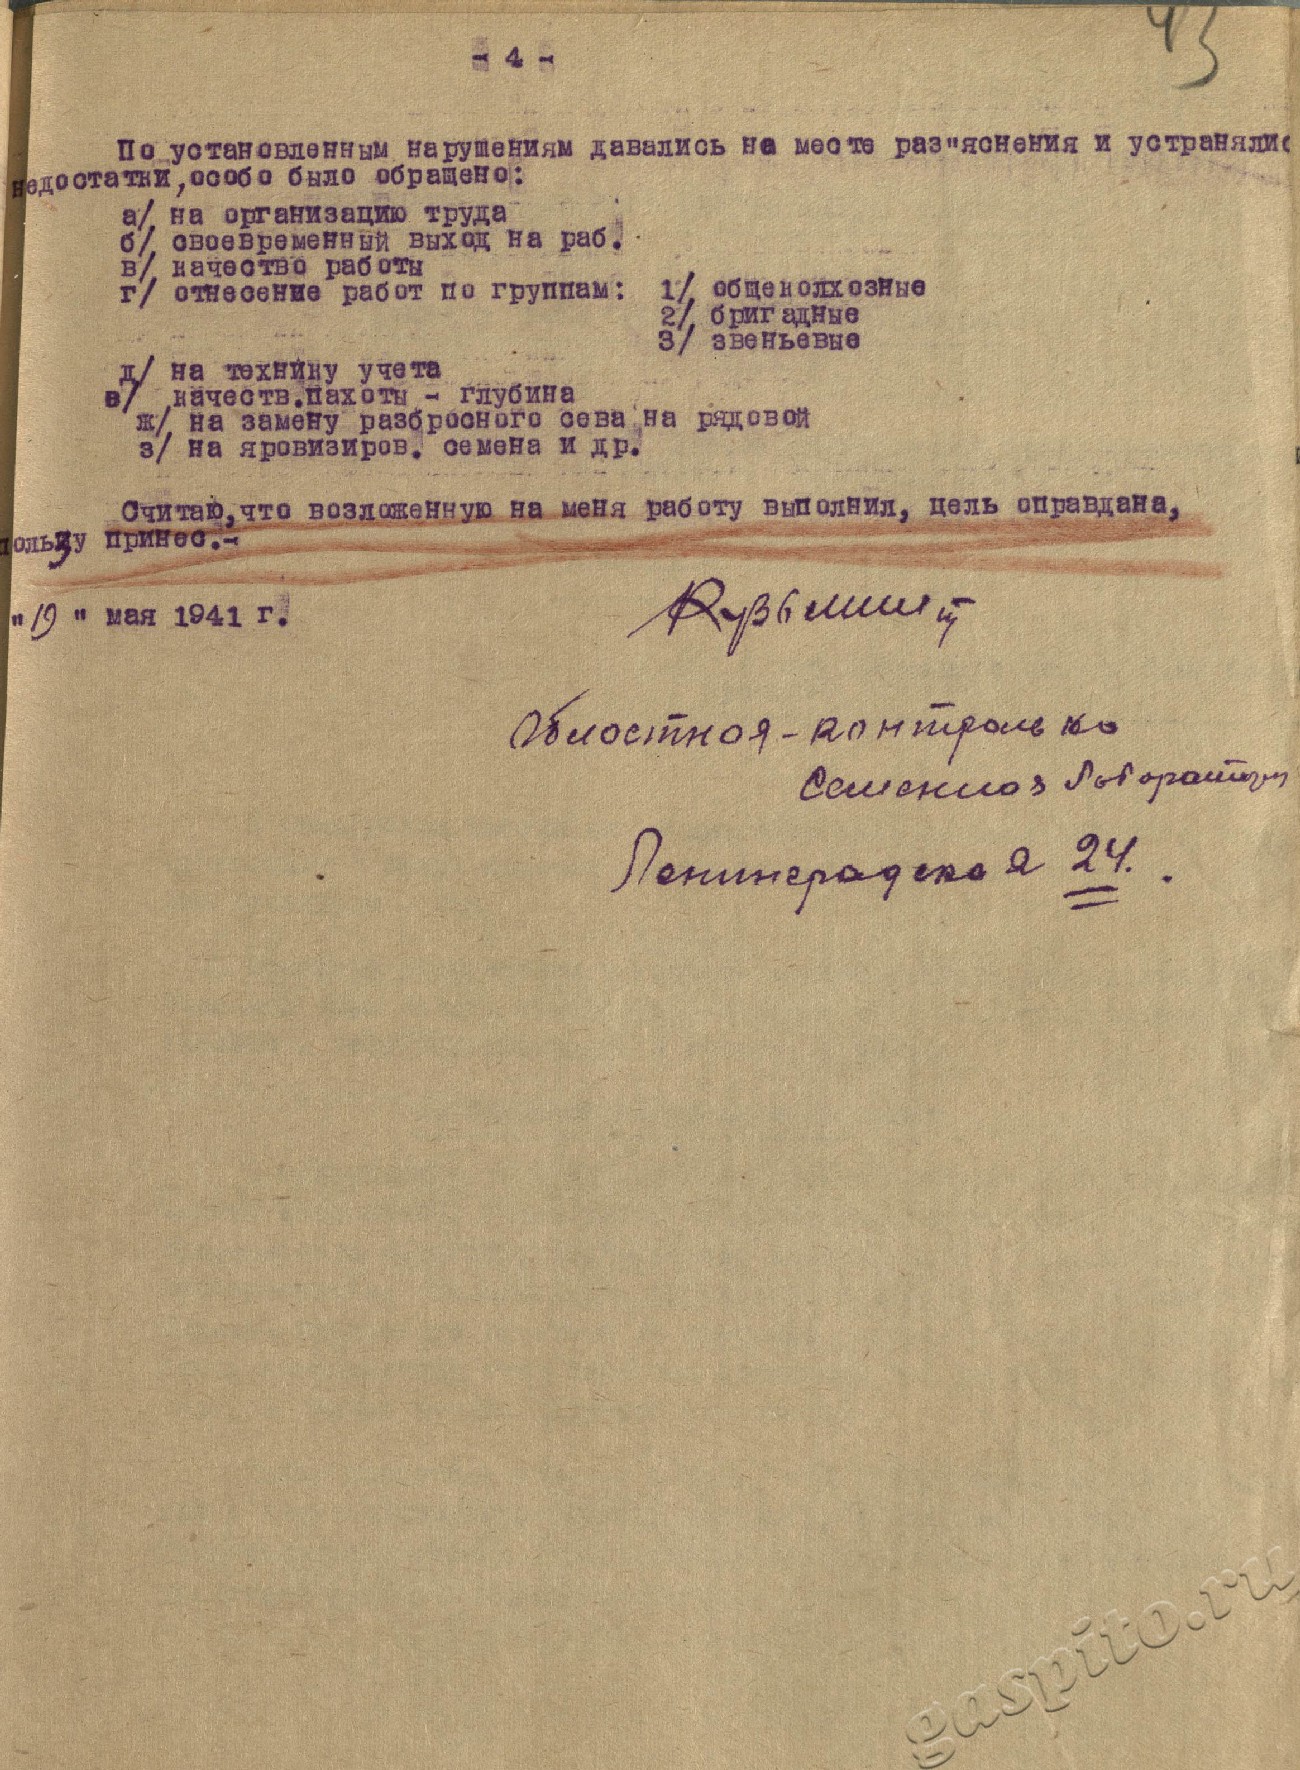 43
- 4 -
По установленным нарушениям давались на месте раз"яснения и устранялис
недостатки, особо было обращено:
а/ на организацию труда
б/ своевременный выход на раб.
в/ качество работы
г/ отнесение работ по группам: 1/ общеколхозные
2/ бригадные
3/ звеньевые
д/ на технику учета
е/ качеств.пахоты - глубина
ж/ на замену разбросного сева на рядовой
з/ на яровизиров. семена и др.
Считаю, что возложенную на меня работу выполнил, цель оправдана,
пользу принес.-
"19" мая 1941 г.
Областная-контрольно
Семенная Лаборатория
Ленинградская 24.
gaspito.ru